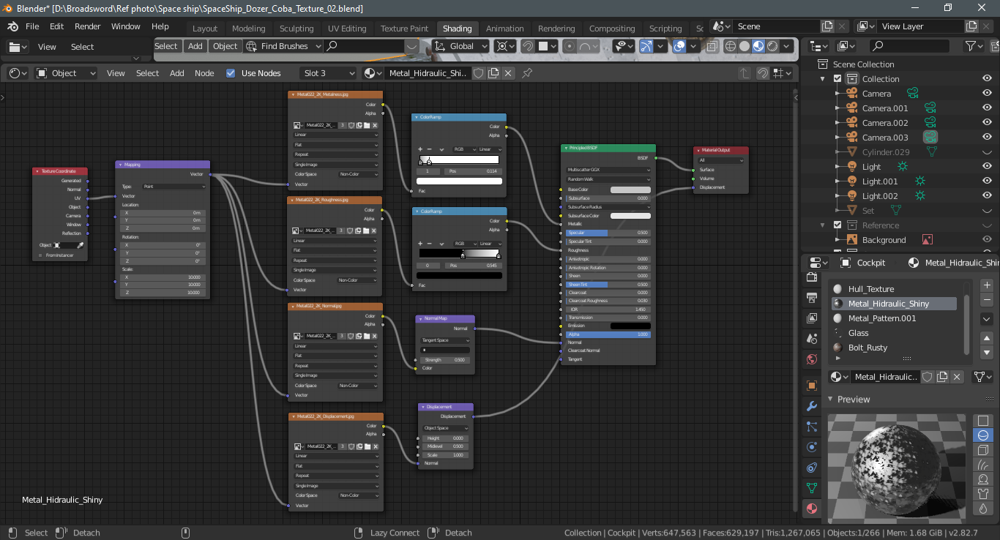 Blender* [D:\Broadsword\Ref photo\Space ship\SpaceShip_Dozer_Coba_Texture_02.blend]
File Edit Render Window Help Layout Modeling Sculpting UV Editing Texture Paint Shading Animation Rendering Compositing Scripting Sc Scene View Layer
View Select Select Add Object Find Brushes Global
Object View Select Add Node Use Nodes Slot 3 Metal_Hidraulic_Shi..
Texture Coordinate
Generated
Normal
UV
Object
Camera
Window
Reflection
Object:
From Instancer
Mapping
Vector
Type: Point
Vector
Location:
X 0 m
Y 0 m
Z 0 m
Rotation:
X 0°
Y 0°
Z 0°
Scale:
X 10.000
Y 10.000
Z 10.000
Metal022_2K_Metalness.jpg
Color
Alpha
Metal022_2K_... 3
Linear
Flat
Repeat
Single Image
Color Space Non-Color
Vector
Metal022_2K_Roughness.jpg
Color
Alpha
Metal022_2K_... 3
Linear
Flat
Repeat
Single Image
Color Space Non-Color
Vector
Metal022_2K_Normal.jpg
Color
Alpha
Metal022_2K_... 3
Linear
Flat
Repeat
Single Image
Color Space Non-Color
Vector
Metal022_2K_Displacement.jpg
Color
Alpha
Metal022_2K_... 3
Linear
Flat
Repeat
Single Image
Color Space Non-Color
Vector
ColorRamp
Color
Alpha
RGB Linear
1 Pos 0.114
Fac
ColorRamp
Color
Alpha
RGB Linear
0 Pos 0.545
Fac
Normal Map
Normal
Tangent Space
Strength 0.500
Color
Displacement
Displacement
Object Space
Height 0.000
Midlevel 0.500
Scale 1.000
Normal
Principled BSDF
BSDF
Multiscatter GGX
Random Walk
Base Color
Subsurface 0.000
Subsurface Radius
Subsurface Color
Metallic
Specular 0.500
Specular Tint 0.000
Roughness
Anisotropic 0.000
Anisotropic Rotation 0.000
Sheen 0.000
Sheen Tint 0.500
Clearcoat 0.000
Clearcoat Roughness 0.030
IOR 1.450
Transmission 0.000
Emission
Alpha 1.000
Normal
Clearcoat Normal
Tangent
Material Output
All
Surface
Volume
Displacement
Metal_Hidraulic_Shiny
Scene Collection
Collection
Camera
Camera.001
Camera.002
Camera.003
Cylinder.029
Light
Light.001
Light.002
Set
Reference
Background
Cockpit Metal_Hidraulic_Shi
Hull_Texture
Metal_Hidraulic_Shiny
Metal_Pattern.001
Glass
Bolt_Rusty
Metal_Hidraulic..
Preview
Select Detach Lazy Connect Detach Collection | Cockpit | Verts:647,563 | Faces:629,197 | Tris:1,267,065 | Objects:1/266 | Mem: 1.68 GiB | v2.82.7